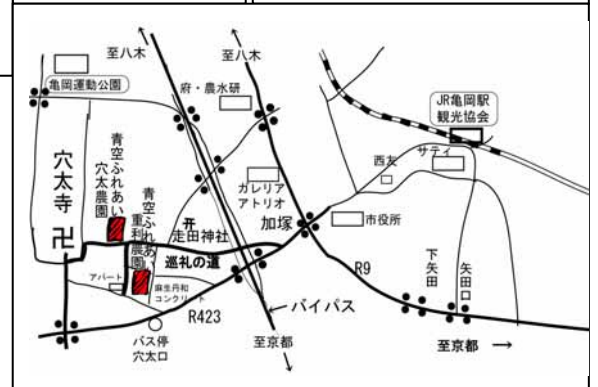 至八木
至八木
亀岡運動公園
府・農水研
JR亀岡駅
観光協会
サティ
西友
穴太寺
卍
青空ふれあい
穴太農園
青空ふれあい
重利農園
カレリア
アトリオ
加塚
市役所
走田神社
巡礼の道
アパート
麻生丹和
コンクリート
R9
下矢田
矢田口
バイパス
R423
バス停
穴太口
至京都
至京都